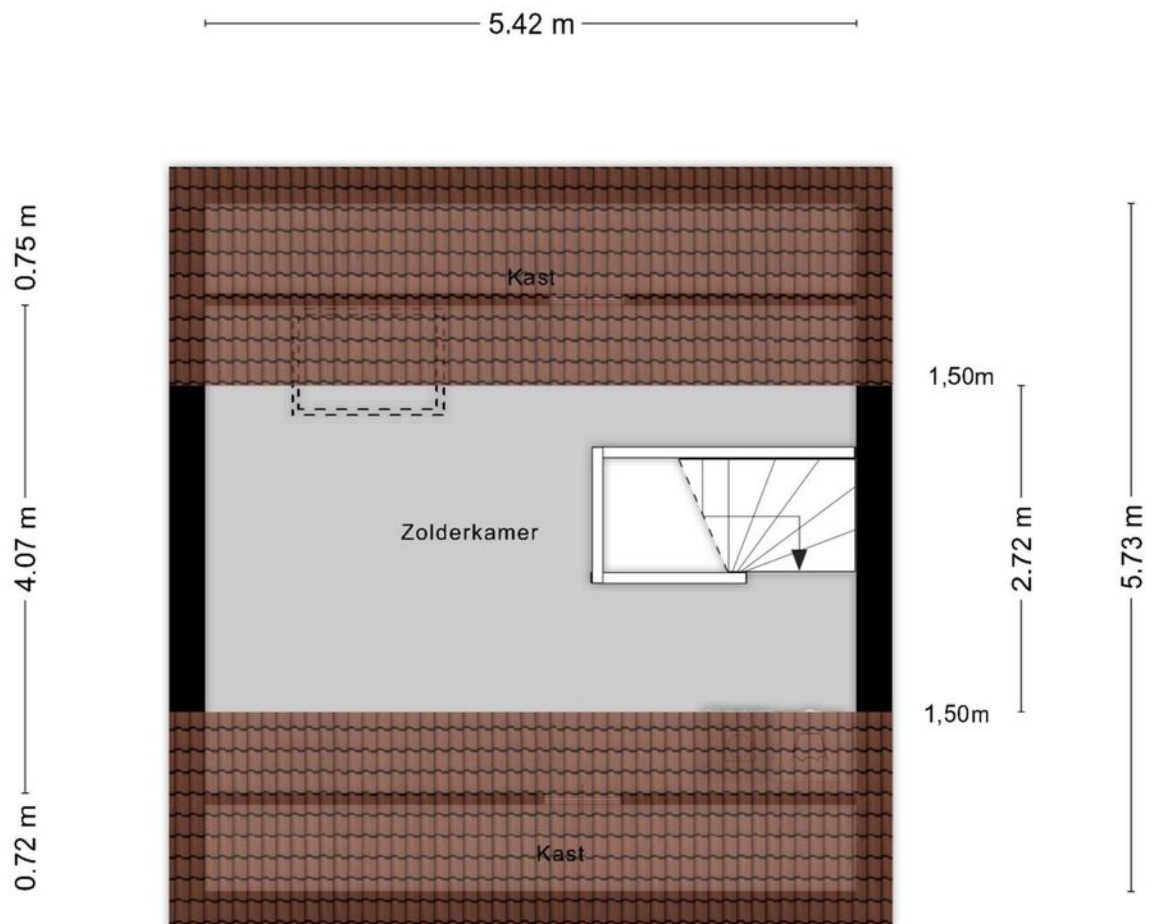 5.42 m
0.75 m
Kast
1,50m
Zolderkamer
4.07 m
2.72 m
5.73 m
1,50m
0.72 m
Kast